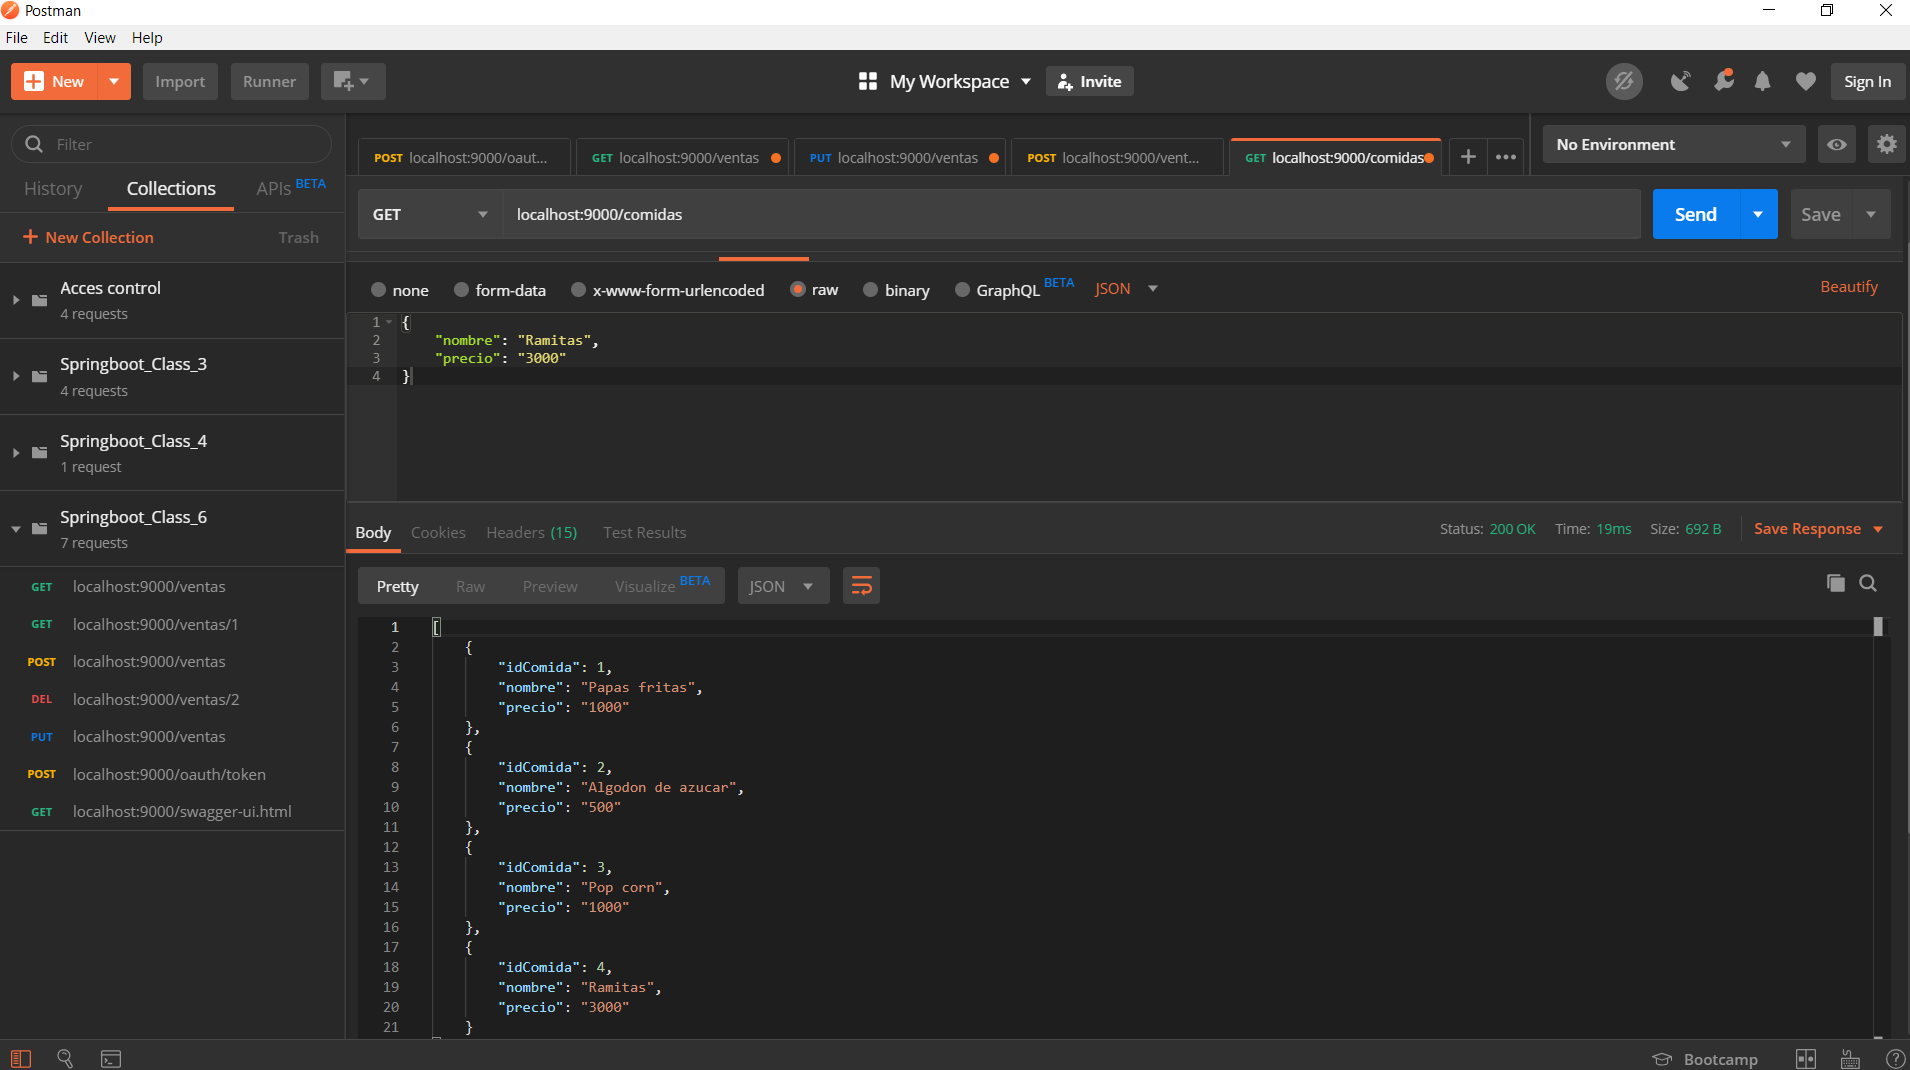 Postman
File Edit View Help
New Import Runner My Workspace Invite Sign In
Filter
History Collections APIs BETA
New Collection Trash
Acces control
4 requests
Springboot_Class_3
4 requests
Springboot_Class_4
1 request
Springboot_Class_6
7 requests
GET localhost:9000/ventas
GET localhost:9000/ventas/1
POST localhost:9000/ventas
DEL localhost:9000/ventas/2
PUT localhost:9000/ventas
POST localhost:9000/oauth/token
GET localhost:9000/swagger-ui.html
POST localhost:9000/oaut... GET localhost:9000/ventas PUT localhost:9000/ventas POST localhost:9000/vent... GET localhost:9000/comidas No Environment
GET localhost:9000/comidas Send Save
none form-data x-www-form-urlencoded raw binary GraphQL BETA JSON Beautify
1 {
2 "nombre": "Ramitas",
3 "precio": "3000"
4 }
Body Cookies Headers (15) Test Results Status: 200 OK Time: 19ms Size: 692 B Save Response
Pretty Raw Preview Visualize BETA JSON
1 [
2 {
3 "idComida": 1,
4 "nombre": "Papas fritas",
5 "precio": "1000"
6 },
7 {
8 "idComida": 2,
9 "nombre": "Algodon de azucar",
10 "precio": "500"
11 },
12 {
13 "idComida": 3,
14 "nombre": "Pop corn",
15 "precio": "1000"
16 },
17 {
18 "idComida": 4,
19 "nombre": "Ramitas",
20 "precio": "3000"
21 }
Bootcamp